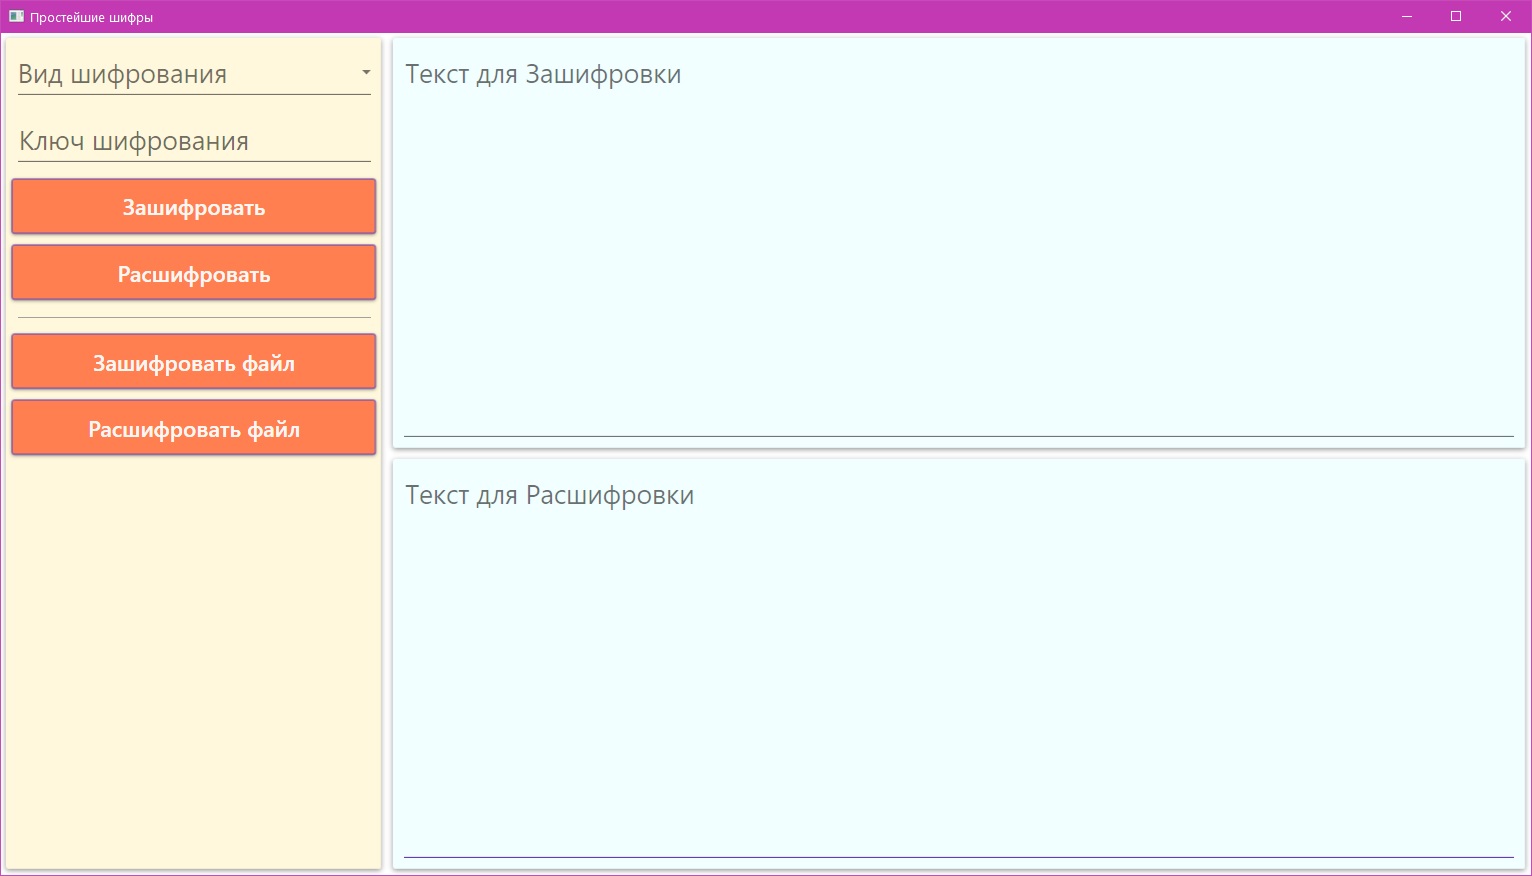 Простейшие шифры
Вид шифрования
Ключ шифрования
Зашифровать
Расшифровать
Зашифровать файл
Расшифровать файл
Текст для Зашифровки
Текст для Расшифровки